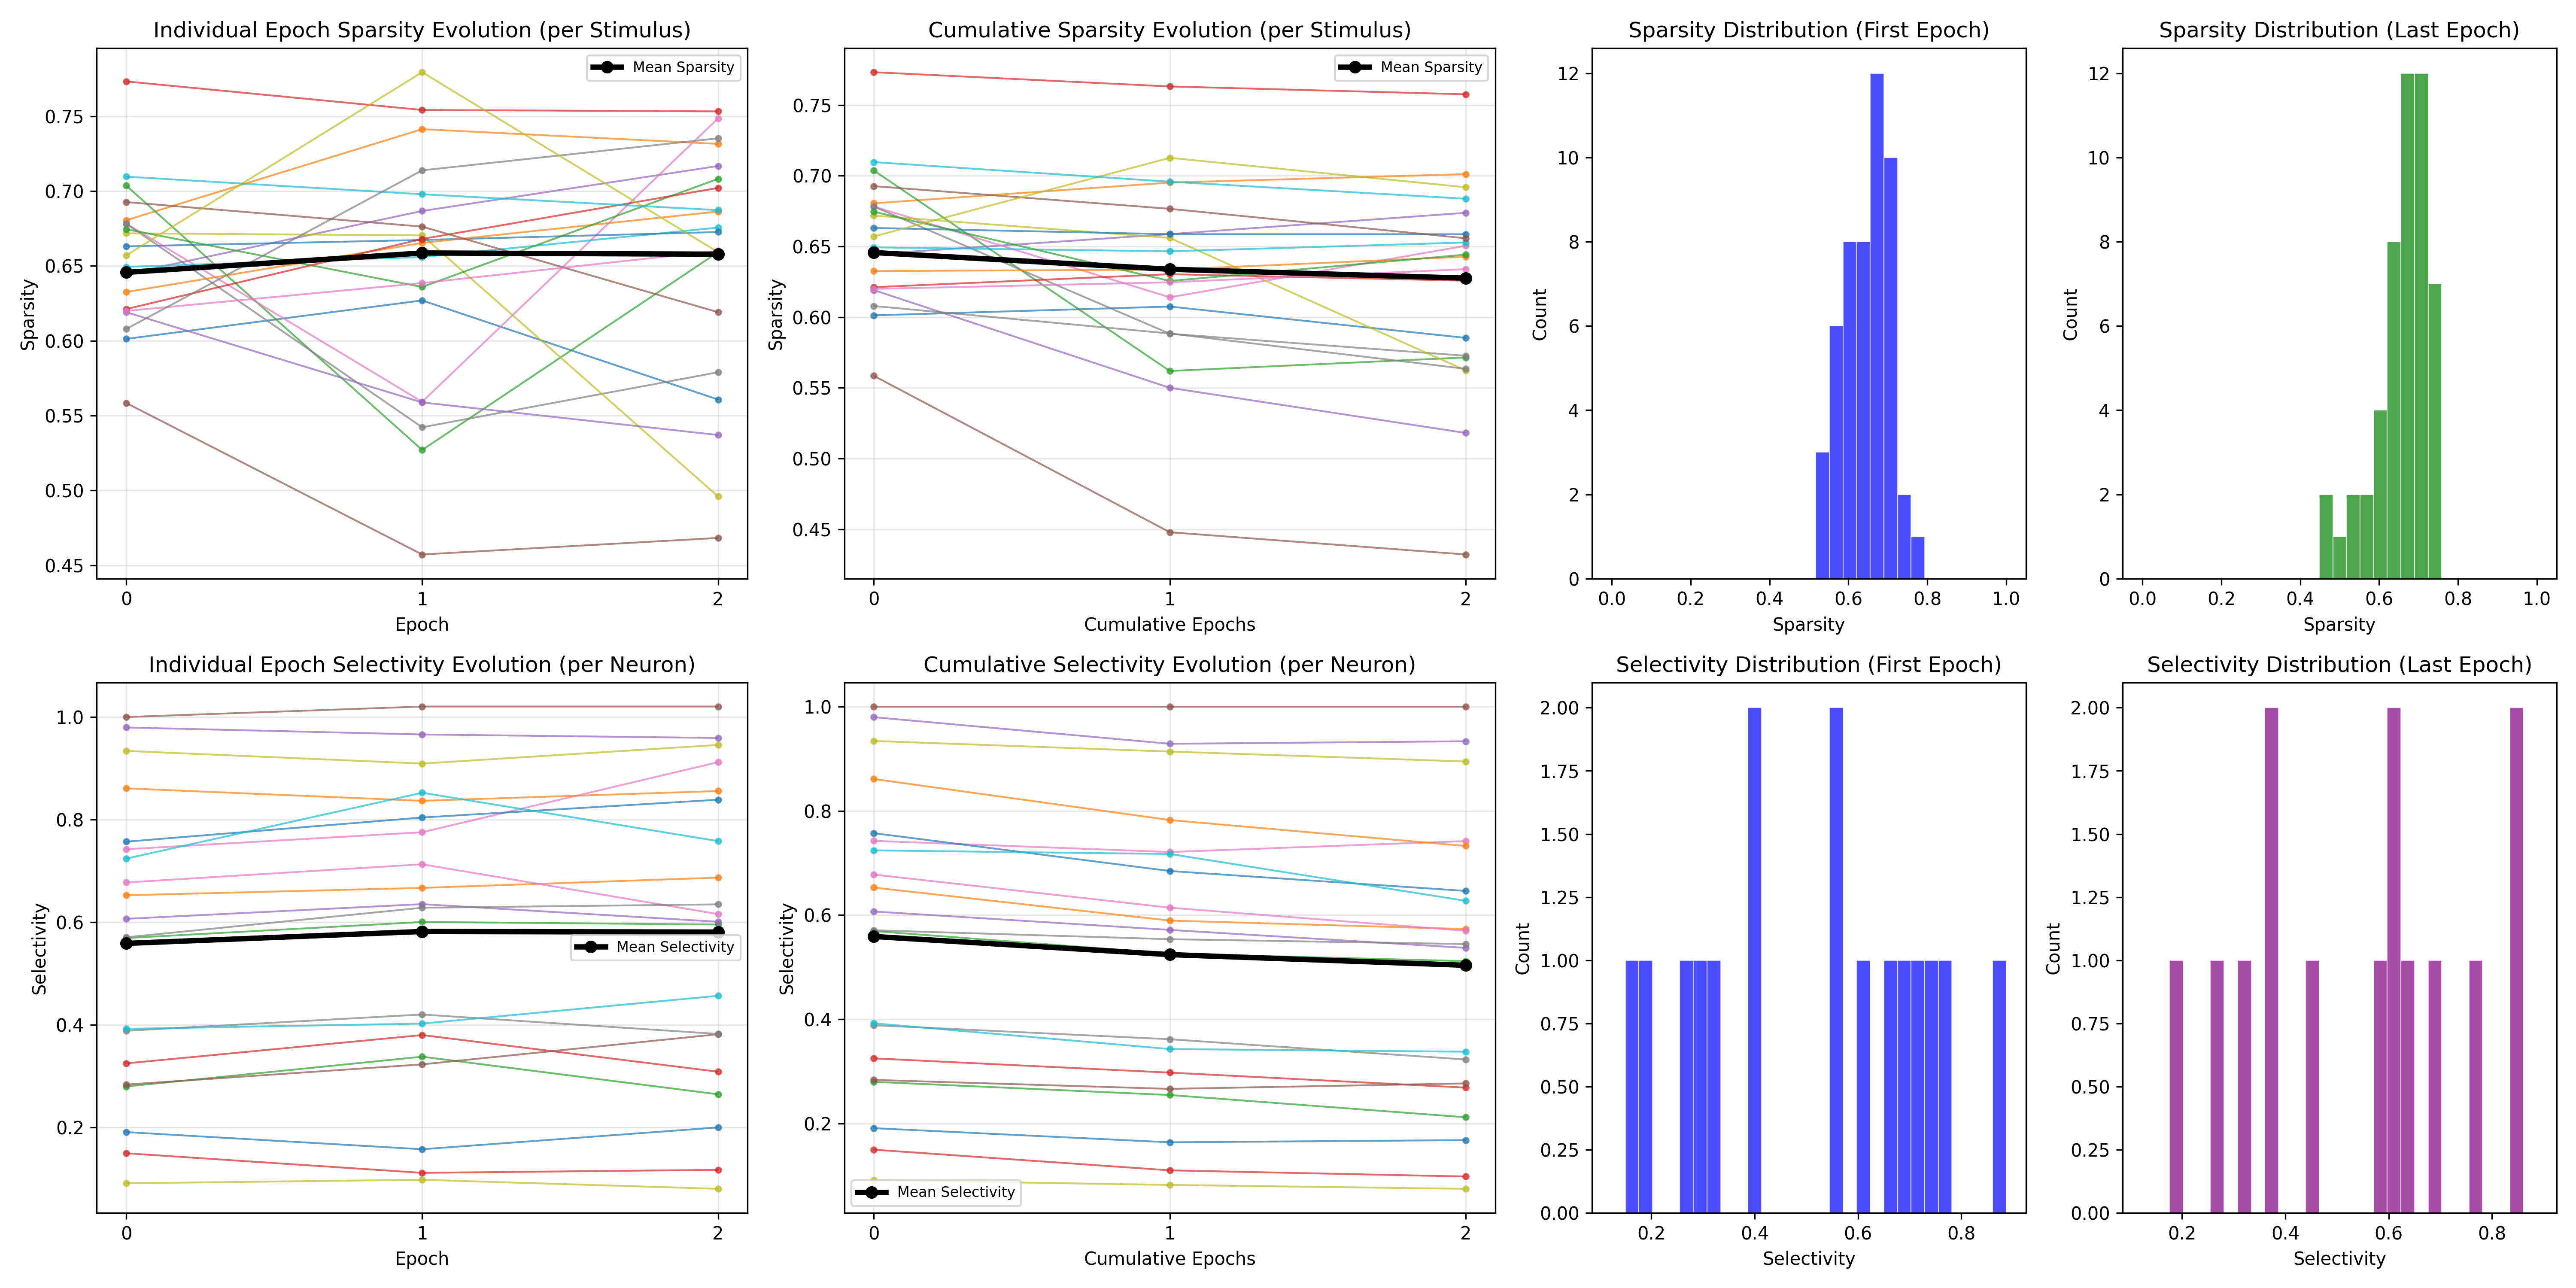 Individual Epoch Sparsity Evolution (per Stimulus)
Mean Sparsity
0.75
0.70
0.65
0.60
0.55
0.50
0.45
Sparsity
0 1 2
Epoch
Cumulative Sparsity Evolution (per Stimulus)
Mean Sparsity
0.75
0.70
0.65
0.60
0.55
0.50
0.45
Sparsity
0 1 2
Cumulative Epochs
Sparsity Distribution (First Epoch)
12
10
8
6
4
2
0
Count
0.0 0.2 0.4 0.6 0.8 1.0
Sparsity
Sparsity Distribution (Last Epoch)
12
10
8
6
4
2
0
Count
0.0 0.2 0.4 0.6 0.8 1.0
Sparsity
Individual Epoch Selectivity Evolution (per Neuron)
Mean Selectivity
1.0
0.8
0.6
0.4
0.2
Selectivity
0 1 2
Epoch
Cumulative Selectivity Evolution (per Neuron)
Mean Selectivity
1.0
0.8
0.6
0.4
0.2
Selectivity
0 1 2
Cumulative Epochs
Selectivity Distribution (First Epoch)
2.00
1.75
1.50
1.25
1.00
0.75
0.50
0.25
0.00
Count
0.2 0.4 0.6 0.8
Selectivity
Selectivity Distribution (Last Epoch)
2.00
1.75
1.50
1.25
1.00
0.75
0.50
0.25
0.00
Count
0.2 0.4 0.6 0.8
Selectivity